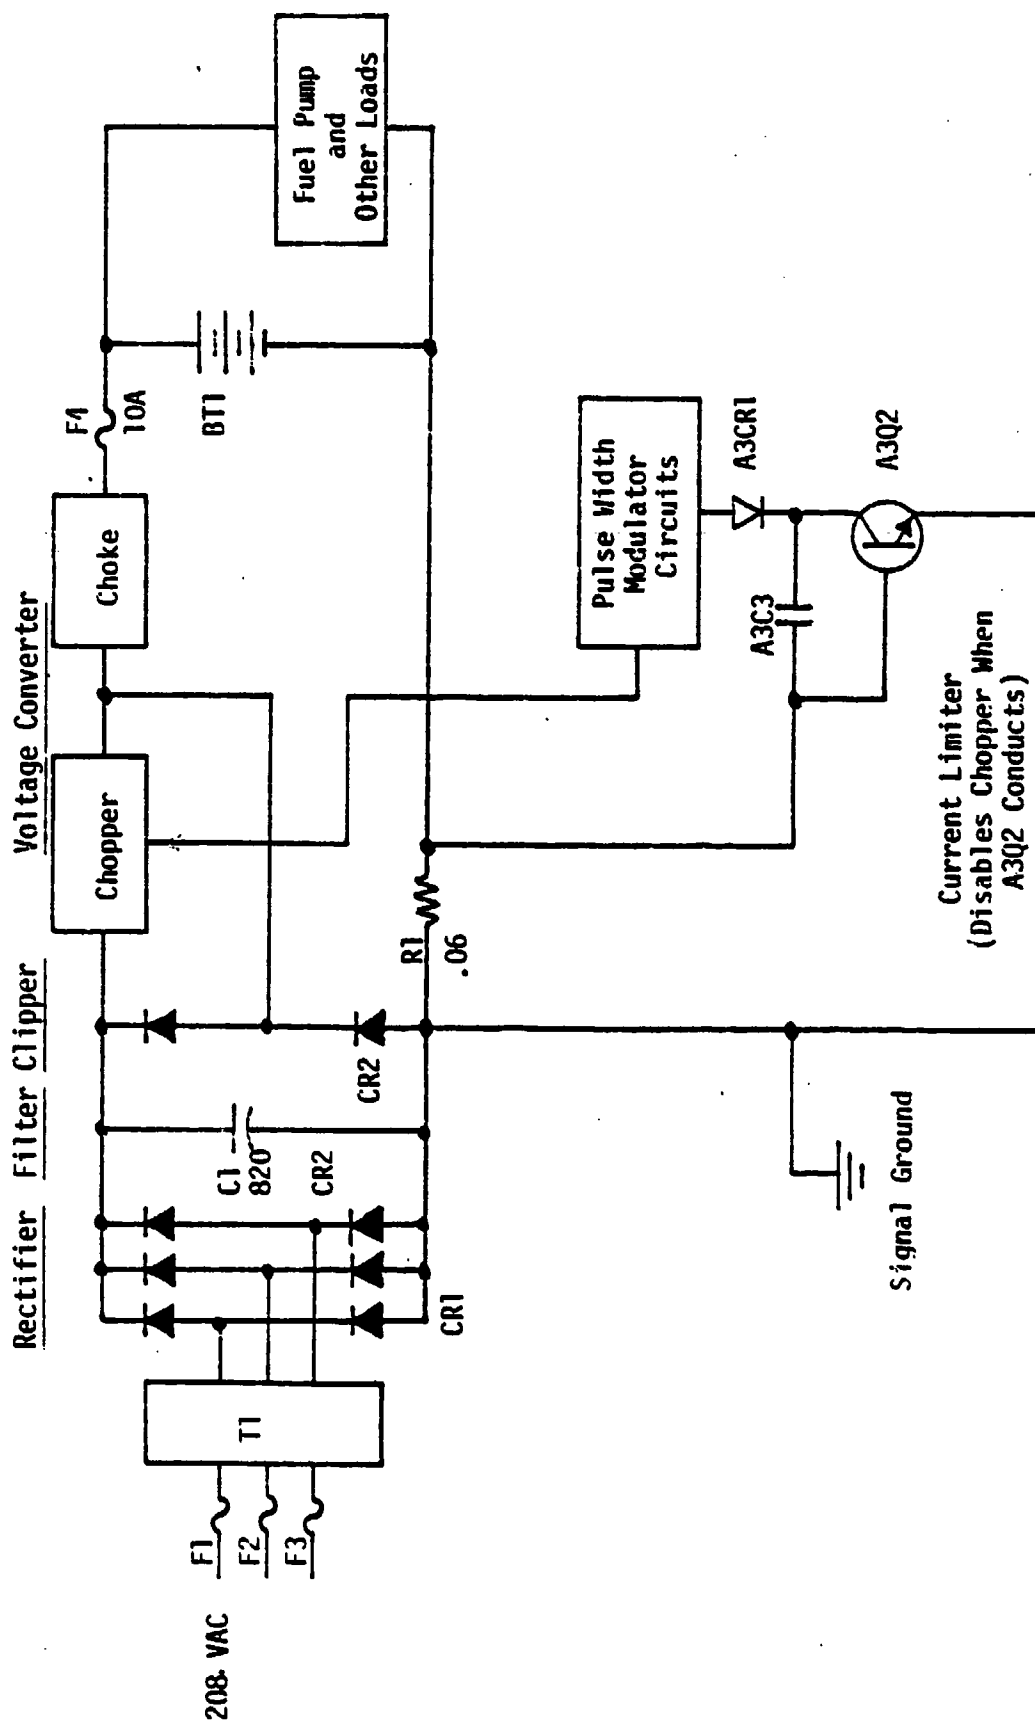 Rectifier Filter Clipper Voltage Converter
208 VAC
F1
F2
F3
T1
CR1
CR2
C1
820
CR2
Chopper
Choke
F4
10A
BT1
Fuel Pump
and
Other Loads
R1
.06
Pulse Width
Modulator
Circuits
A3CR1
A3C3
A3Q2
Signal Ground
Current Limiter
(Disables Chopper When
A3Q2 Conducts)